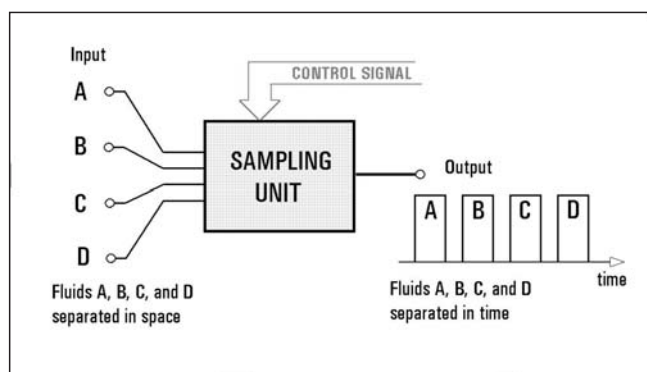 Input
A
B
C
D
Fluids A, B, C, and D
separated in space
CONTROL SIGNAL
SAMPLING
UNIT
Output
A B C D
time
Fluids A, B, C, and D
separated in time